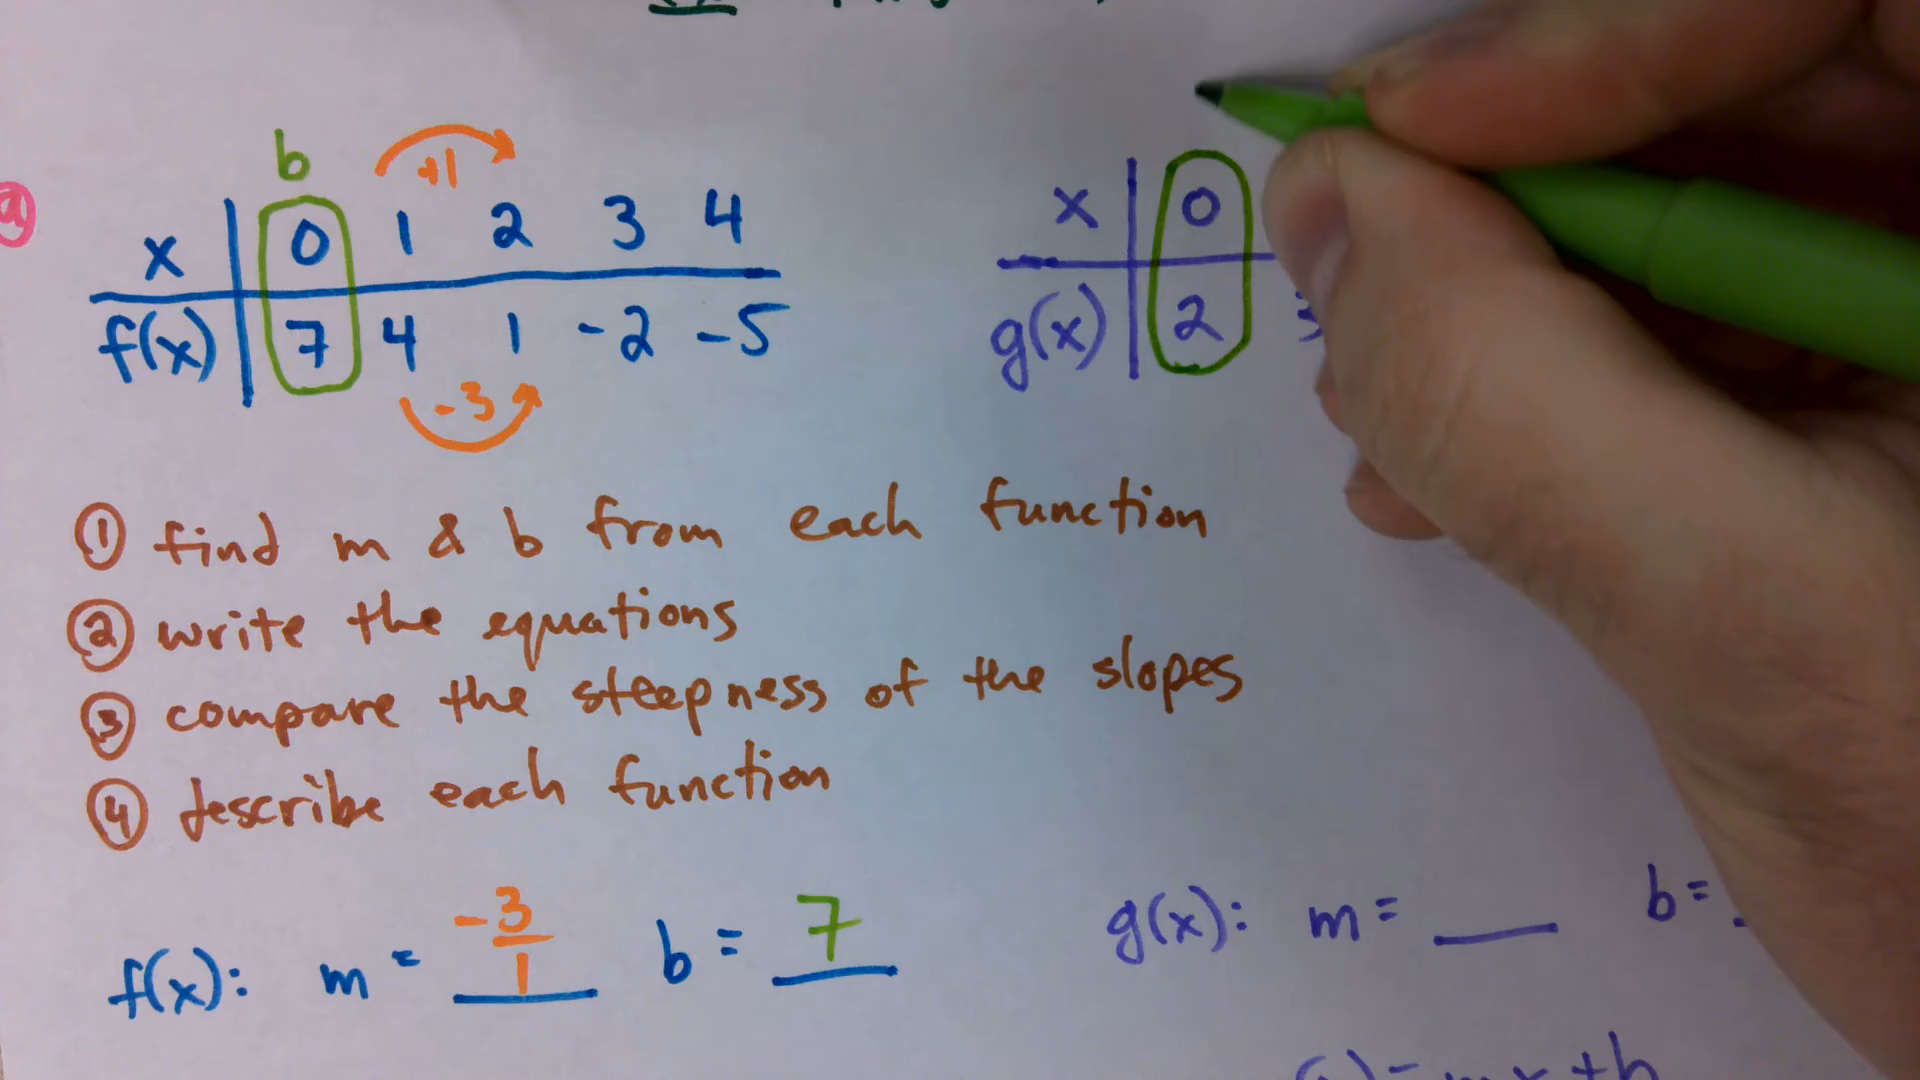 b +1
a
x 0 1 2 3 4
f(x) 7 4 1 -2 -5
-3
x 0
g(x) 2
① find m & b from each function
② write the equations
③ compare the steepness of the slopes
④ describe each function
f(x): m = -3/1 b = 7
g(x): m = __ b =